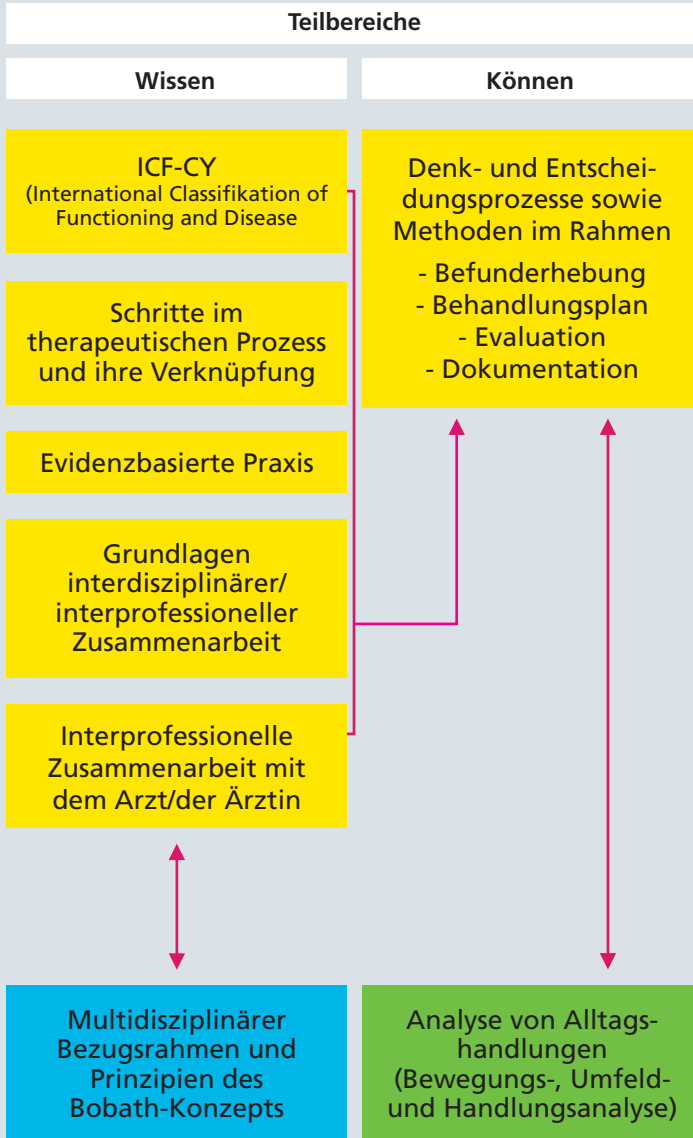 Teilbereiche
Wissen
Können
ICF-CY
(International Classifikation of
Functioning and Disease
Schritte im
therapeutischen Prozess
und ihre Verknüpfung
Evidenzbasierte Praxis
Grundlagen
interdisziplinärer/
interprofessioneller
Zusammenarbeit
Interprofessionelle
Zusammenarbeit mit
dem Arzt/der Ärztin
Denk- und Entschei-
dungsprozesse sowie
Methoden im Rahmen
- Befunderhebung
- Behandlungsplan
- Evaluation
- Dokumentation
Multidisziplinärer
Bezugsrahmen und
Prinzipien des
Bobath-Konzepts
Analyse von Alltags-
handlungen
(Bewegungs-, Umfeld-
und Handlungsanalyse)